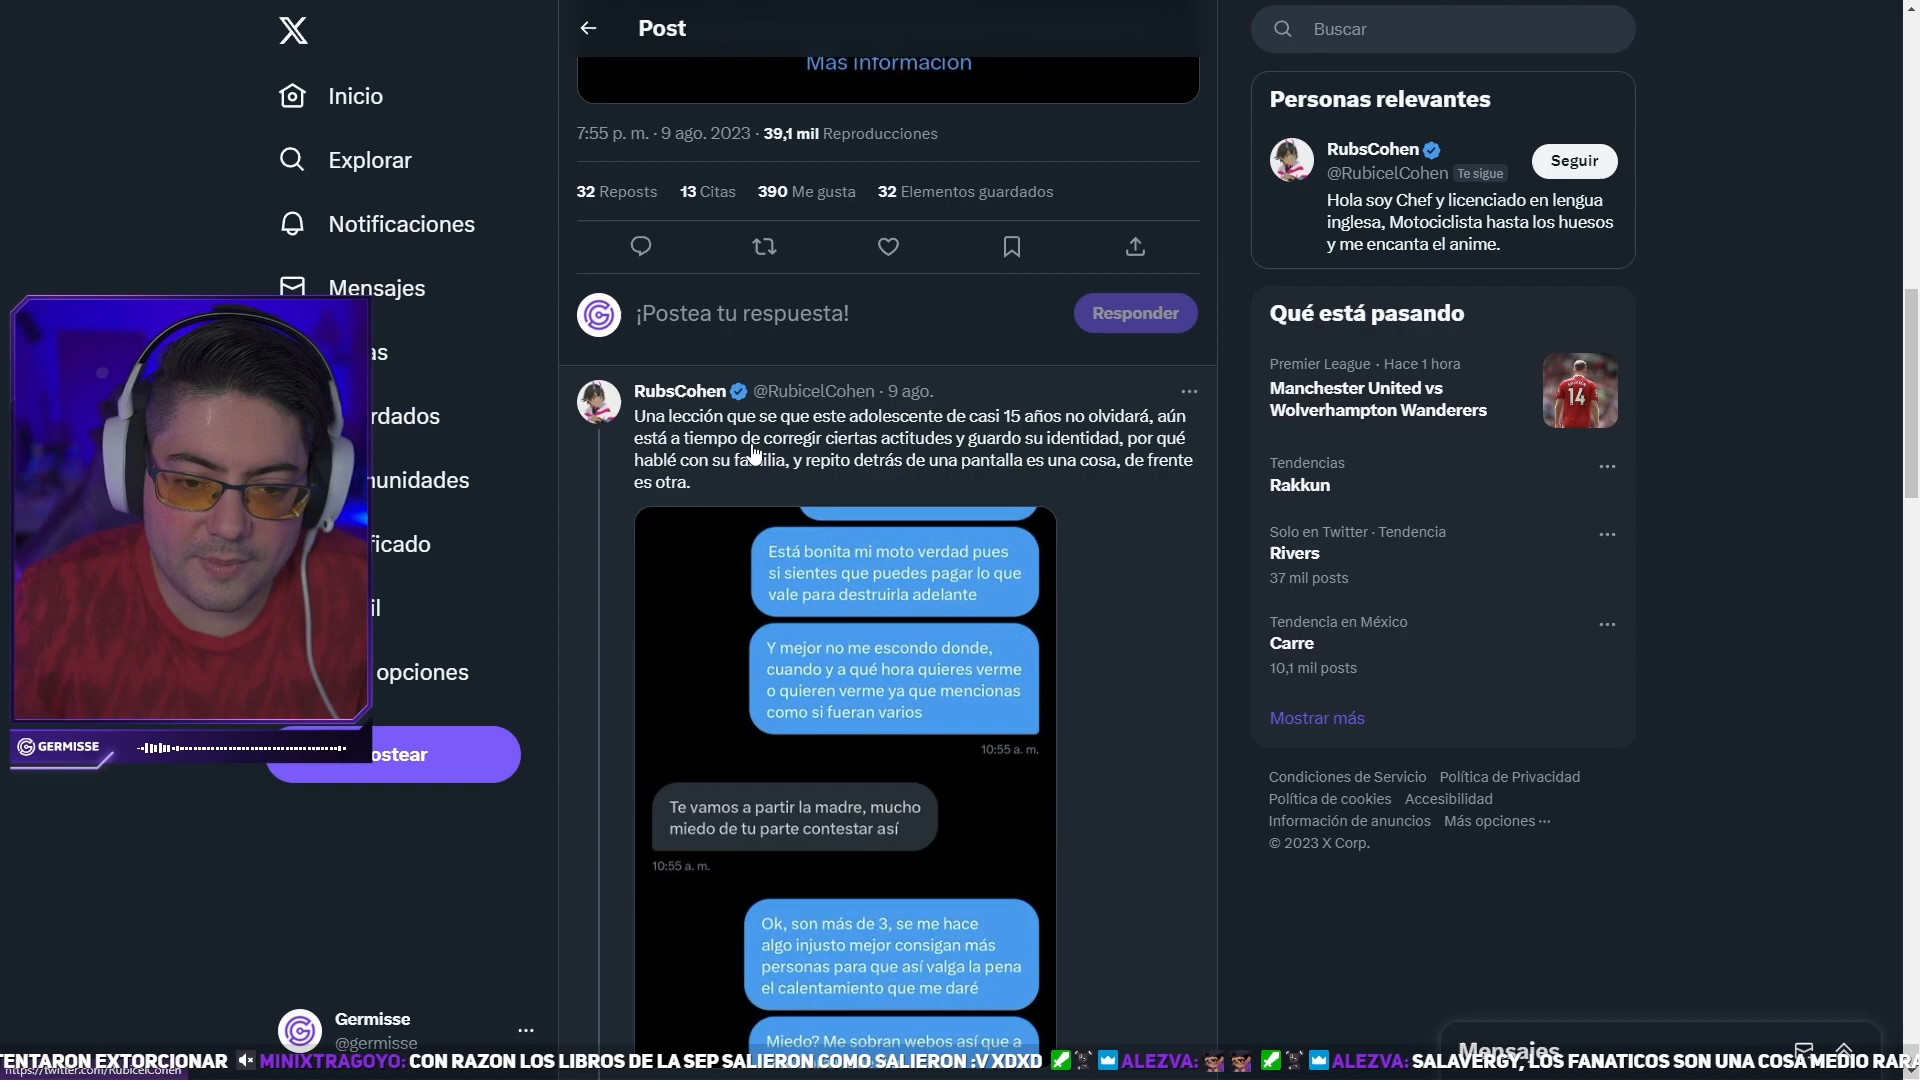 Inicio
Explorar
Notificaciones
Mensajes
as
rdados
munidades
ficado
il
opciones
ostear
GERMISSE
Germisse
@germisse
Post
Más información
7:55 p. m. · 9 ago. 2023 · 39,1 mil Reproducciones
32 Reposts 13 Citas 390 Me gusta 32 Elementos guardados
¡Postea tu respuesta!
Responder
RubsCohen @RubicelCohen · 9 ago.
Una lección que se que este adolescente de casi 15 años no olvidará, aún
está a tiempo de corregir ciertas actitudes y guardo su identidad, por qué
hablé con su familia, y repito detrás de una pantalla es una cosa, de frente
es otra.
Está bonita mi moto verdad pues
si sientes que puedes pagar lo que
vale para destruirla adelante
Y mejor no me escondo donde,
cuando y a qué hora quieres verme
o quieren verme ya que mencionas
como si fueran varios
10:55 a. m.
Te vamos a partir la madre, mucho
miedo de tu parte contestar así
10:55 a. m.
Ok, son más de 3, se me hace
algo injusto mejor consigan más
personas para que así valga la pena
el calentamiento que me daré
Miedo? Me sobran webos así que a
Buscar
Personas relevantes
RubsCohen
@RubicelCohen Te sigue
Seguir
Hola soy Chef y licenciado en lengua
inglesa, Motociclista hasta los huesos
y me encanta el anime.
Qué está pasando
Premier League · Hace 1 hora
Manchester United vs
Wolverhampton Wanderers
14
Tendencias
Rakkun
Solo en Twitter · Tendencia
Rivers
37 mil posts
Tendencia en México
Carre
10,1 mil posts
Mostrar más
Condiciones de Servicio Política de Privacidad
Política de cookies Accesibilidad
Información de anuncios Más opciones ···
© 2023 X Corp.
Mensajes
TENTARON EXTORCIONAR MINIXTRAGOYO: CON RAZON LOS LIBROS DE LA SEP SALIERON COMO SALIERON :V XDXD ALEZVA: ALEZVA: SALAVERGY, LOS FANATICOS SON UNA COSA MEDIO RARA
https://twitter.com/RubicelCohen